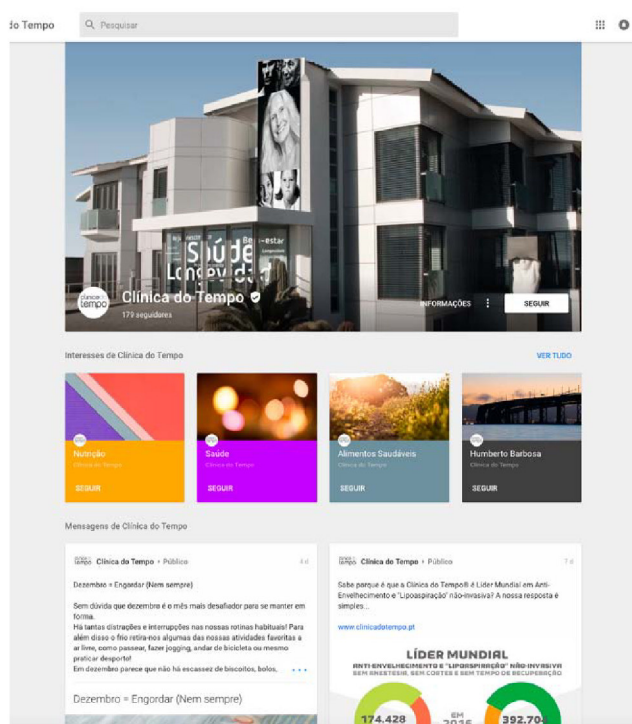 do Tempo
Pesquisar
Saúde
Bem-estar
Longevidade
clínica do tempo
Clínica do Tempo
179 seguidores
INFORMAÇÕES
SEGUIR
Interesses de Clínica do Tempo
VER TUDO
Nutrição
Clínica do Tempo
SEGUIR
Saúde
Clínica do Tempo
SEGUIR
Alimentos Saudáveis
Clínica do Tempo
SEGUIR
Humberto Barbosa
Clínica do Tempo
SEGUIR
Mensagens de Clínica do Tempo
Clínica do Tempo › Público
4 d
Dezembro = Engordar (Nem sempre)
Sem dúvida que dezembro é o mês mais desafiador para se manter em
forma.
Há tantas distrações e interrupções nas nossas rotinas habituais! Para
além disso o frio retira-nos algumas das nossas atividades favoritas a
ar livre, como passear, fazer jogging, andar de bicicleta ou mesmo
praticar desporto!
Em dezembro parece que não há escassez de biscoitos, bolos,
Dezembro = Engordar (Nem sempre)
Clínica do Tempo › Público
7 d
Sabe porque é que a Clínica do Tempo® é Líder Mundial em Anti-
Envelhecimento e "Lipoaspiração" não-invasiva? A nossa resposta é
simples...
www.clinicadotempo.pt
LÍDER MUNDIAL
ANTI-ENVELHECIMENTO E "LIPOASPIRAÇÃO" NÃO-INVASIVA
SEM ANESTESIA, SEM CORTES E SEM TEMPO DE RECUPERAÇÃO
174.428
EM
2016
392.704